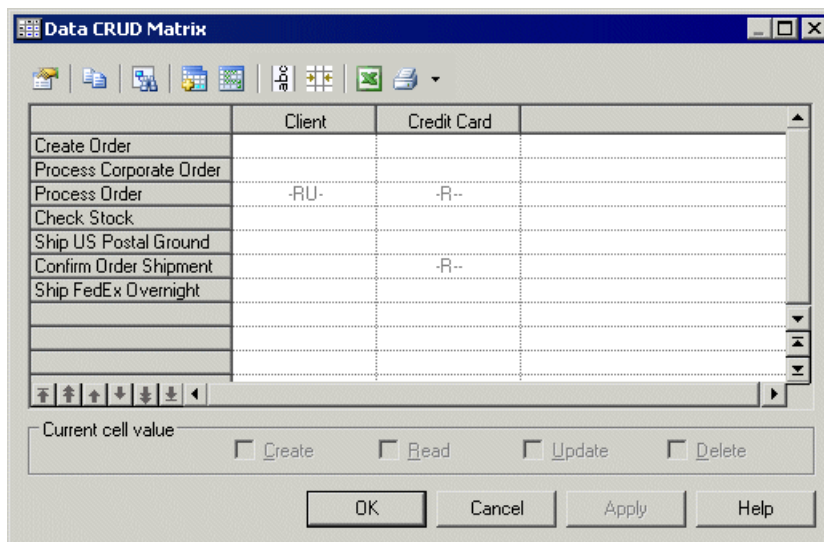 Data CRUD Matrix
abc
Client Credit Card
Create Order
Process Corporate Order
Process Order -RU- -R--
Check Stock
Ship US Postal Ground
Confirm Order Shipment -R--
Ship FedEx Overnight
Current cell value
Create Read Update Delete
OK Cancel Apply Help